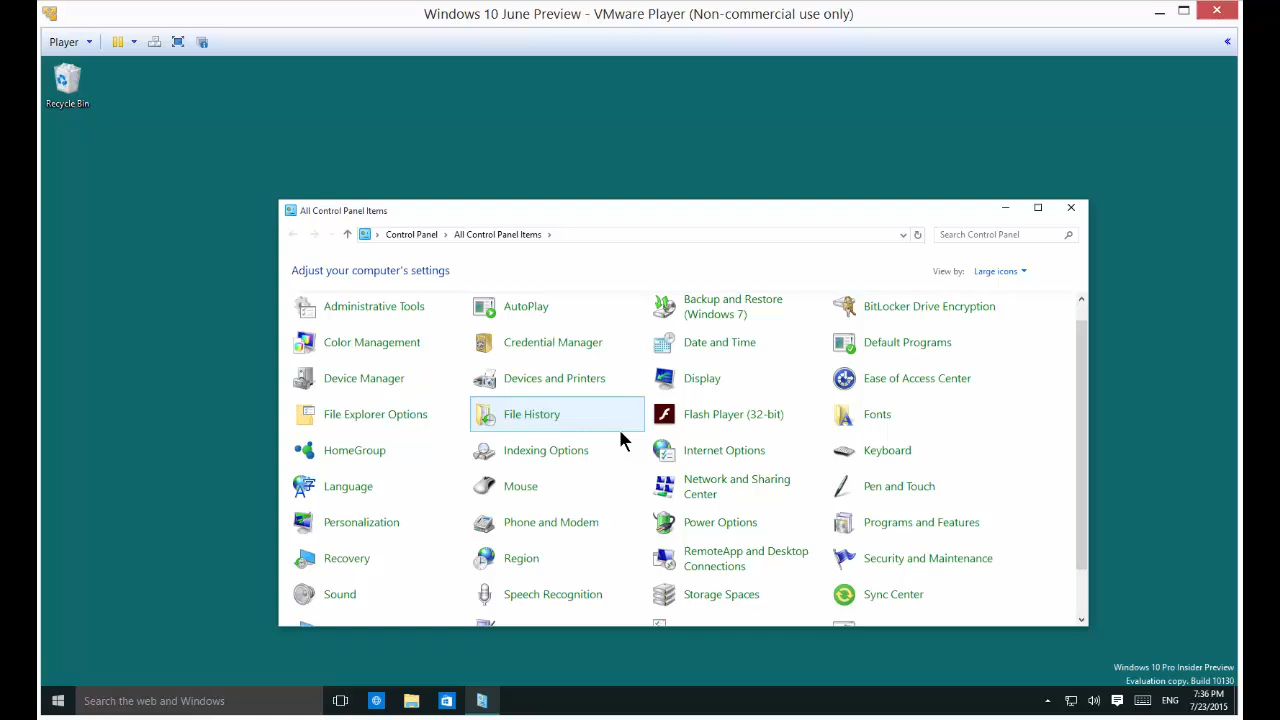 Windows 10 June Preview - VMware Player (Non-commercial use only)
Player
Recycle Bin
All Control Panel Items
Control Panel
All Control Panel Items
Search Control Panel
Adjust your computer's settings
View by:
Large icons
Administrative Tools
AutoPlay
Backup and Restore
(Windows 7)
BitLocker Drive Encryption
Color Management
Credential Manager
Date and Time
Default Programs
Device Manager
Devices and Printers
Display
Ease of Access Center
File Explorer Options
File History
Flash Player (32-bit)
Fonts
HomeGroup
Indexing Options
Internet Options
Keyboard
Language
Mouse
Network and Sharing
Center
Pen and Touch
Personalization
Phone and Modem
Power Options
Programs and Features
Recovery
Region
RemoteApp and Desktop
Connections
Security and Maintenance
Sound
Speech Recognition
Storage Spaces
Sync Center
Windows 10 Pro Insider Preview
Evaluation copy. Build 10130
Search the web and Windows
ENG
7:36 PM
7/23/2015